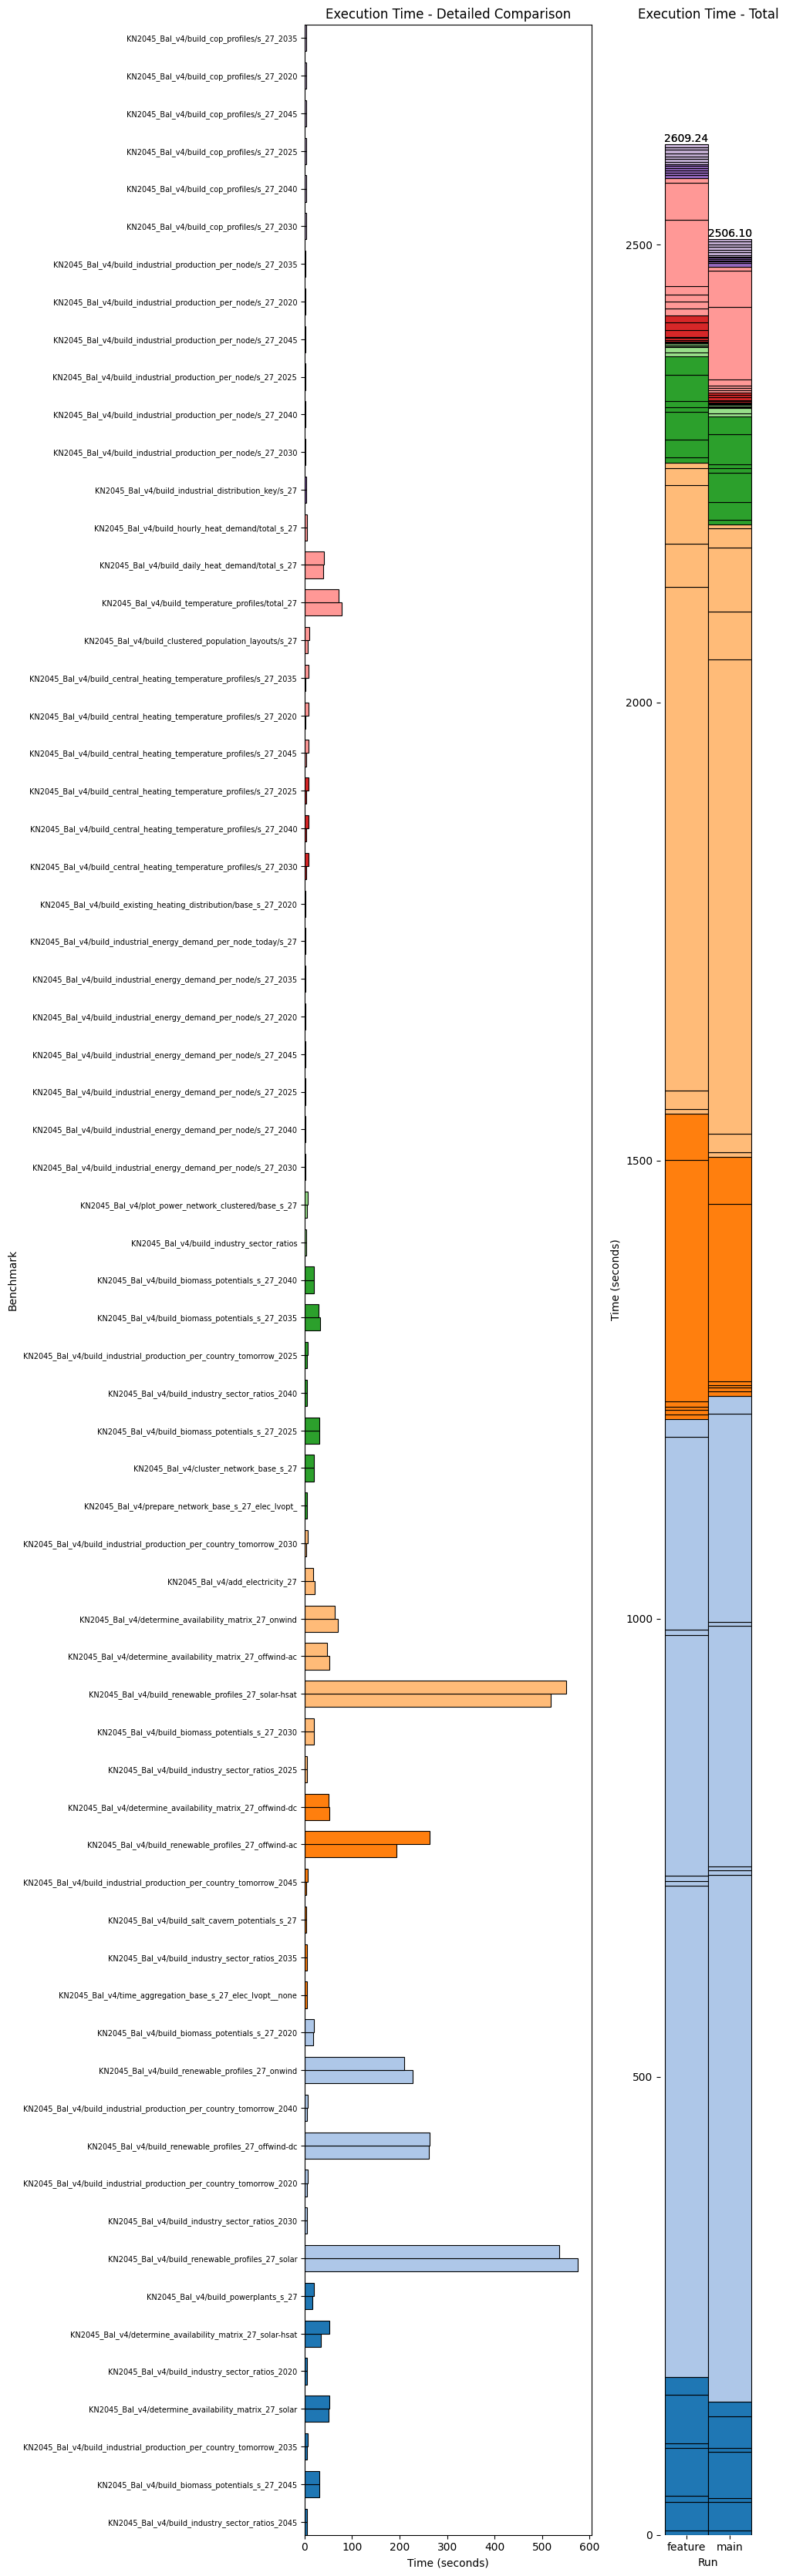 Execution Time - Detailed Comparison
Execution Time - Total
KN2045_Bal_v4/build_cop_profiles/s_27_2035
KN2045_Bal_v4/build_cop_profiles/s_27_2020
KN2045_Bal_v4/build_cop_profiles/s_27_2045
KN2045_Bal_v4/build_cop_profiles/s_27_2025
KN2045_Bal_v4/build_cop_profiles/s_27_2040
KN2045_Bal_v4/build_cop_profiles/s_27_2030
KN2045_Bal_v4/build_industrial_production_per_node/s_27_2035
KN2045_Bal_v4/build_industrial_production_per_node/s_27_2020
KN2045_Bal_v4/build_industrial_production_per_node/s_27_2045
KN2045_Bal_v4/build_industrial_production_per_node/s_27_2025
KN2045_Bal_v4/build_industrial_production_per_node/s_27_2040
KN2045_Bal_v4/build_industrial_production_per_node/s_27_2030
KN2045_Bal_v4/build_industrial_distribution_key/s_27
KN2045_Bal_v4/build_hourly_heat_demand/total_s_27
KN2045_Bal_v4/build_daily_heat_demand/total_s_27
KN2045_Bal_v4/build_temperature_profiles/total_27
KN2045_Bal_v4/build_clustered_population_layouts/s_27
KN2045_Bal_v4/build_central_heating_temperature_profiles/s_27_2035
KN2045_Bal_v4/build_central_heating_temperature_profiles/s_27_2020
KN2045_Bal_v4/build_central_heating_temperature_profiles/s_27_2045
KN2045_Bal_v4/build_central_heating_temperature_profiles/s_27_2025
KN2045_Bal_v4/build_central_heating_temperature_profiles/s_27_2040
KN2045_Bal_v4/build_central_heating_temperature_profiles/s_27_2030
KN2045_Bal_v4/build_existing_heating_distribution/base_s_27_2020
KN2045_Bal_v4/build_industrial_energy_demand_per_node_today/s_27
KN2045_Bal_v4/build_industrial_energy_demand_per_node/s_27_2035
KN2045_Bal_v4/build_industrial_energy_demand_per_node/s_27_2020
KN2045_Bal_v4/build_industrial_energy_demand_per_node/s_27_2045
KN2045_Bal_v4/build_industrial_energy_demand_per_node/s_27_2025
KN2045_Bal_v4/build_industrial_energy_demand_per_node/s_27_2040
KN2045_Bal_v4/build_industrial_energy_demand_per_node/s_27_2030
KN2045_Bal_v4/plot_power_network_clustered/base_s_27
KN2045_Bal_v4/build_industry_sector_ratios
KN2045_Bal_v4/build_biomass_potentials_s_27_2040
KN2045_Bal_v4/build_biomass_potentials_s_27_2035
KN2045_Bal_v4/build_industrial_production_per_country_tomorrow_2025
KN2045_Bal_v4/build_industry_sector_ratios_2040
KN2045_Bal_v4/build_biomass_potentials_s_27_2025
KN2045_Bal_v4/cluster_network_base_s_27
KN2045_Bal_v4/prepare_network_base_s_27_elec_lvopt_
KN2045_Bal_v4/build_industrial_production_per_country_tomorrow_2030
KN2045_Bal_v4/add_electricity_27
KN2045_Bal_v4/determine_availability_matrix_27_onwind
KN2045_Bal_v4/determine_availability_matrix_27_offwind-ac
KN2045_Bal_v4/build_renewable_profiles_27_solar-hsat
KN2045_Bal_v4/build_biomass_potentials_s_27_2030
KN2045_Bal_v4/build_industry_sector_ratios_2025
KN2045_Bal_v4/determine_availability_matrix_27_offwind-dc
KN2045_Bal_v4/build_renewable_profiles_27_offwind-ac
KN2045_Bal_v4/build_industrial_production_per_country_tomorrow_2045
KN2045_Bal_v4/build_salt_cavern_potentials_s_27
KN2045_Bal_v4/build_industry_sector_ratios_2035
KN2045_Bal_v4/time_aggregation_base_s_27_elec_lvopt__none
KN2045_Bal_v4/build_biomass_potentials_s_27_2020
KN2045_Bal_v4/build_renewable_profiles_27_onwind
KN2045_Bal_v4/build_industrial_production_per_country_tomorrow_2040
KN2045_Bal_v4/build_renewable_profiles_27_offwind-dc
KN2045_Bal_v4/build_industrial_production_per_country_tomorrow_2020
KN2045_Bal_v4/build_industry_sector_ratios_2030
KN2045_Bal_v4/build_renewable_profiles_27_solar
KN2045_Bal_v4/build_powerplants_s_27
KN2045_Bal_v4/determine_availability_matrix_27_solar-hsat
KN2045_Bal_v4/build_industry_sector_ratios_2020
KN2045_Bal_v4/determine_availability_matrix_27_solar
KN2045_Bal_v4/build_industrial_production_per_country_tomorrow_2035
KN2045_Bal_v4/build_biomass_potentials_s_27_2045
KN2045_Bal_v4/build_industry_sector_ratios_2045
Benchmark
0 100 200 300 400 500 600
Time (seconds)
2609.24
2506.10
2500
2000
1500
1000
500
0
Time (seconds)
feature main
Run